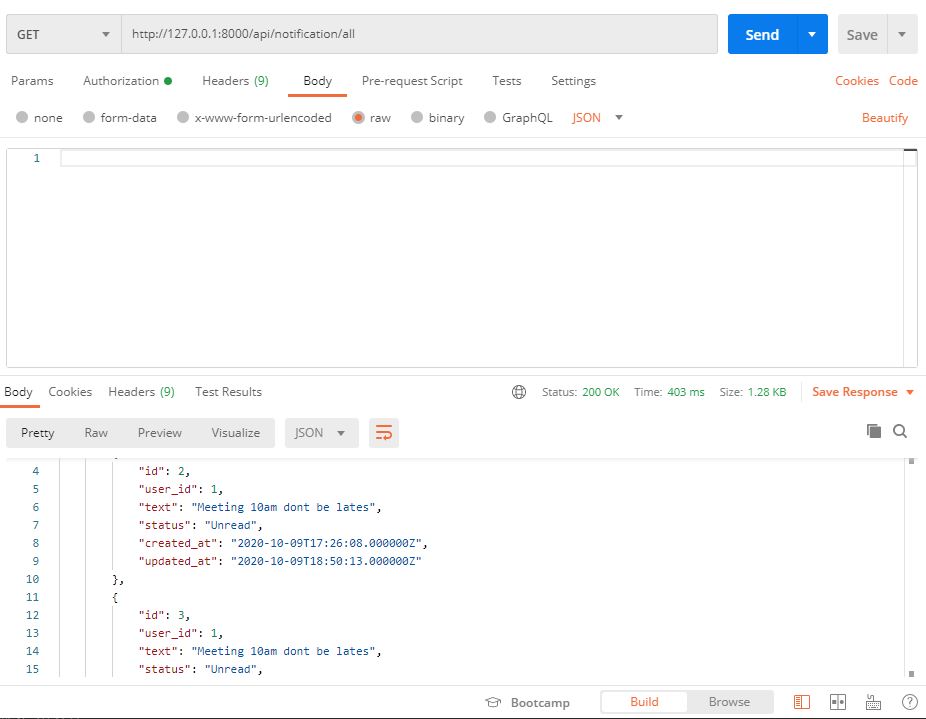 GET http://127.0.0.1:8000/api/notification/all Send Save
Params Authorization Headers (9) Body Pre-request Script Tests Settings Cookies Code
none form-data x-www-form-urlencoded raw binary GraphQL JSON Beautify
1
Body Cookies Headers (9) Test Results Status: 200 OK Time: 403 ms Size: 1.28 KB Save Response
Pretty Raw Preview Visualize JSON
4 "id": 2,
5 "user_id": 1,
6 "text": "Meeting 10am dont be lates",
7 "status": "Unread",
8 "created_at": "2020-10-09T17:26:08.000000Z",
9 "updated_at": "2020-10-09T18:50:13.000000Z"
10 },
11 {
12 "id": 3,
13 "user_id": 1,
14 "text": "Meeting 10am dont be lates",
15 "status": "Unread",
Bootcamp Build Browse ?